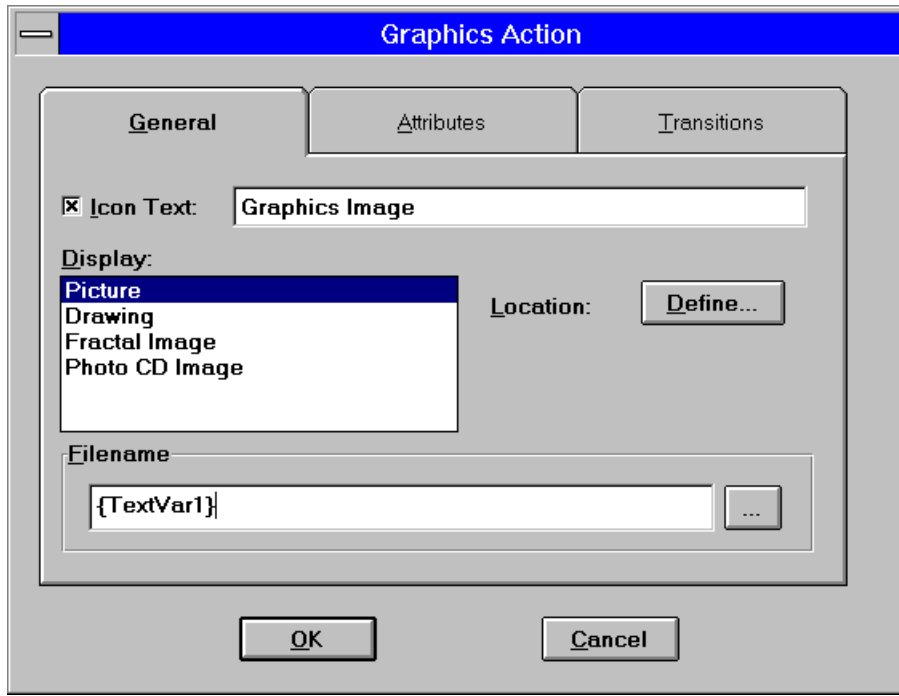 Graphics Action
General Attributes Transitions
Icon Text: Graphics Image
Display:
Picture
Drawing
Fractal Image
Photo CD Image
Location: Define...
Filename
{TextVar1}
...
OK Cancel